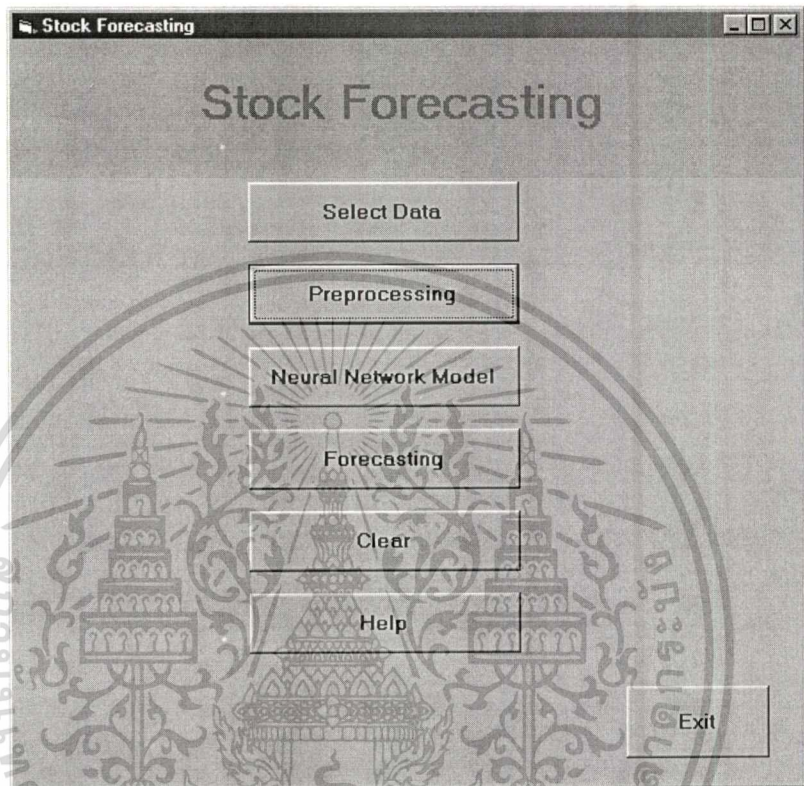 Stock Forecasting
Stock Forecasting
Select Data
Preprocessing
Neural Network Model
Forecasting
Clear
Help
Exit